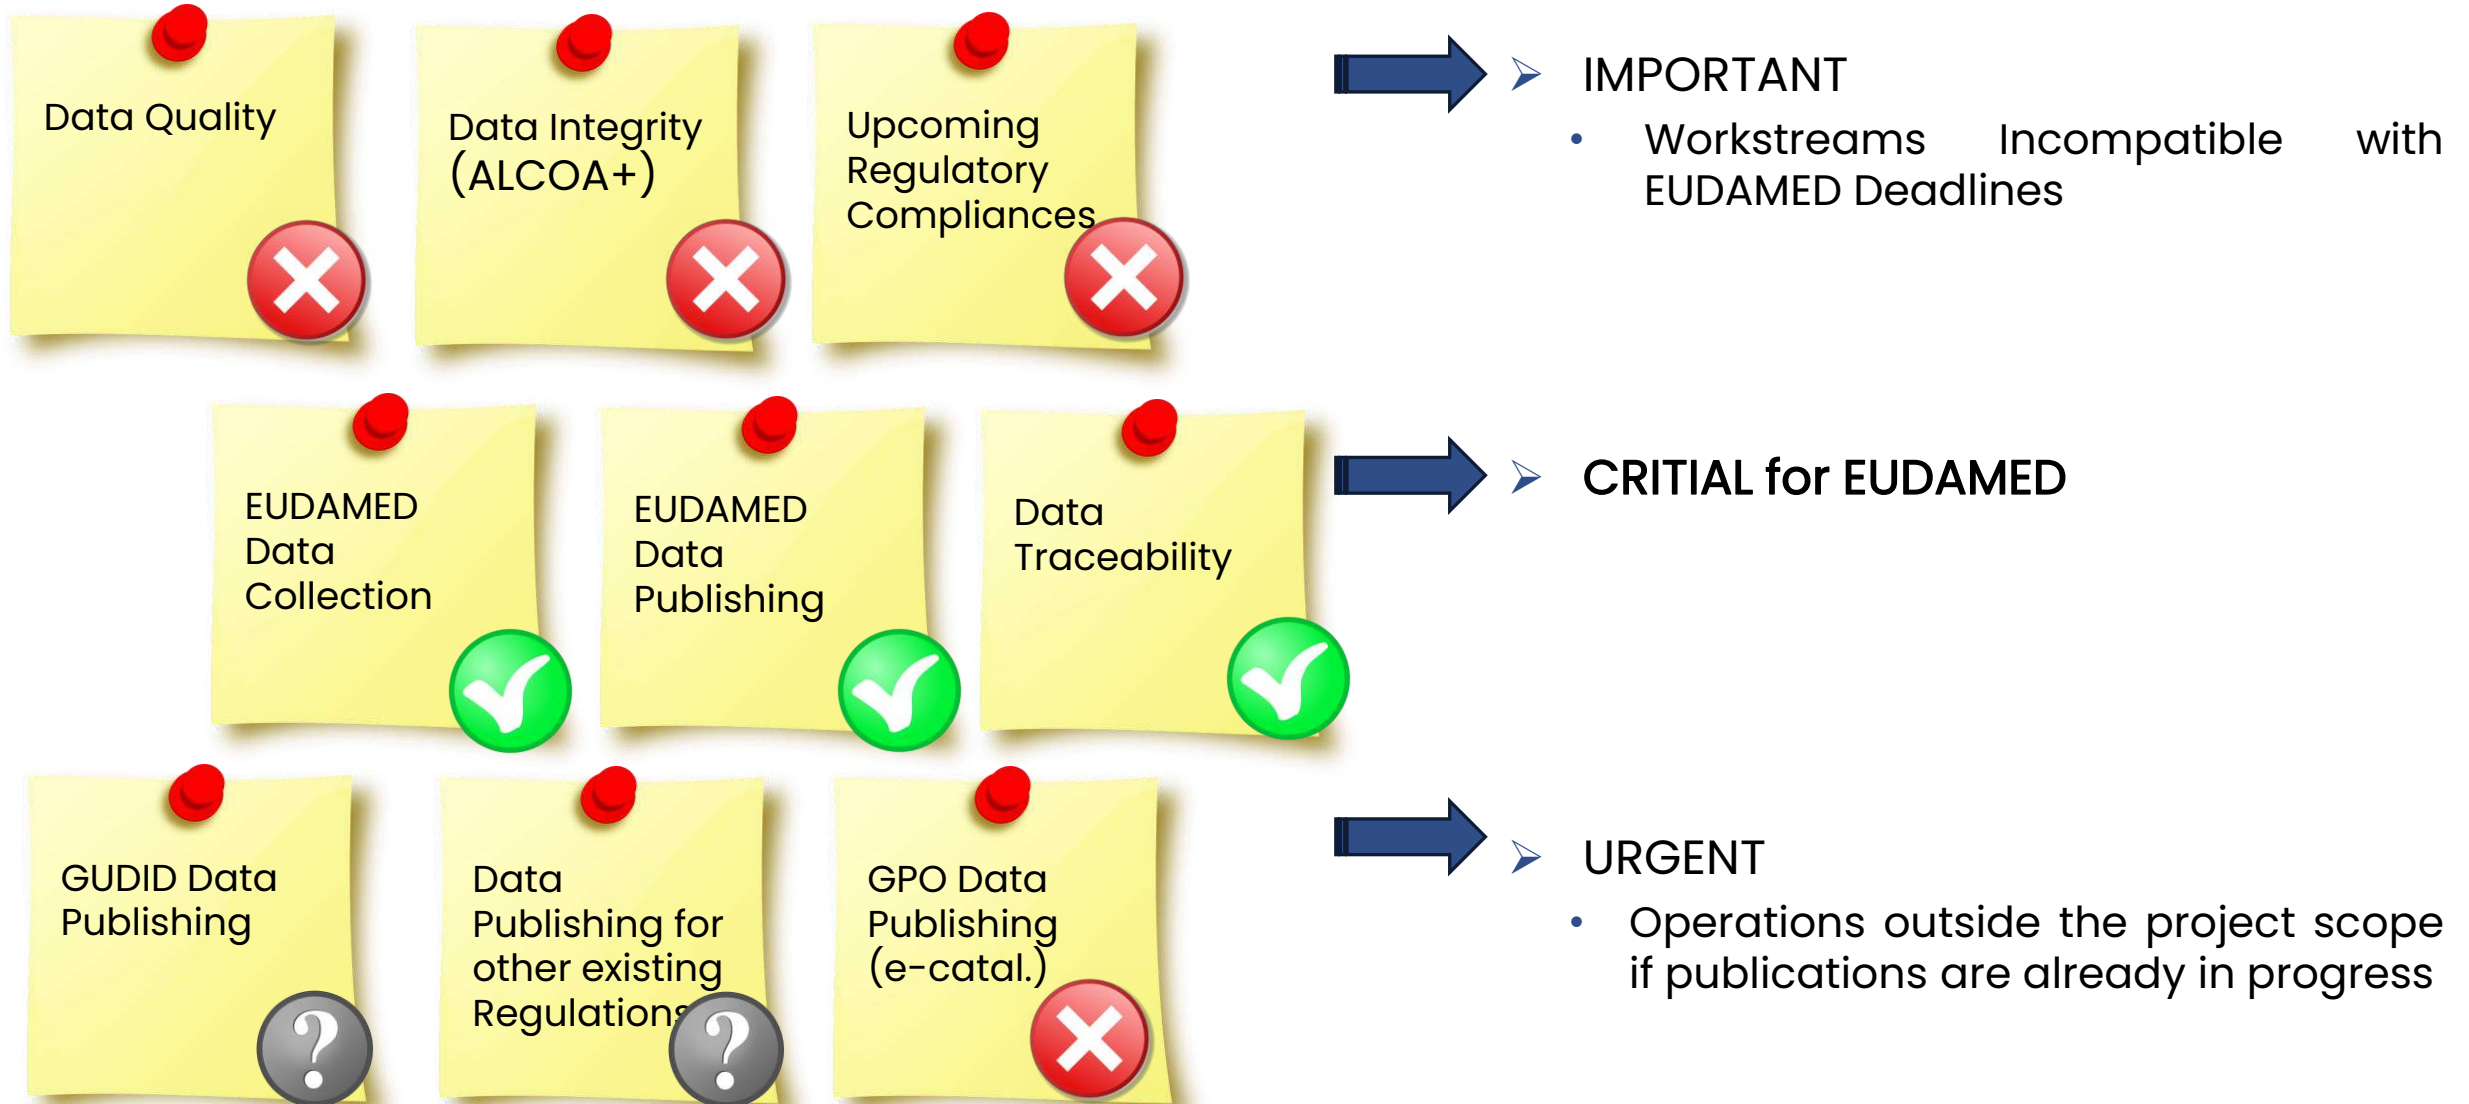 Data Quality
Data Integrity
(ALCOA+)
Upcoming
Regulatory
Compliances
IMPORTANT
• Workstreams Incompatible with
EUDAMED Deadlines
EUDAMED
Data
Collection
EUDAMED
Data
Publishing
Data
Traceability
CRITIAL for EUDAMED
GUDID Data
Publishing
Data
Publishing for
other existing
Regulations
GPO Data
Publishing
(e-catal.)
URGENT
• Operations outside the project scope
if publications are already in progress